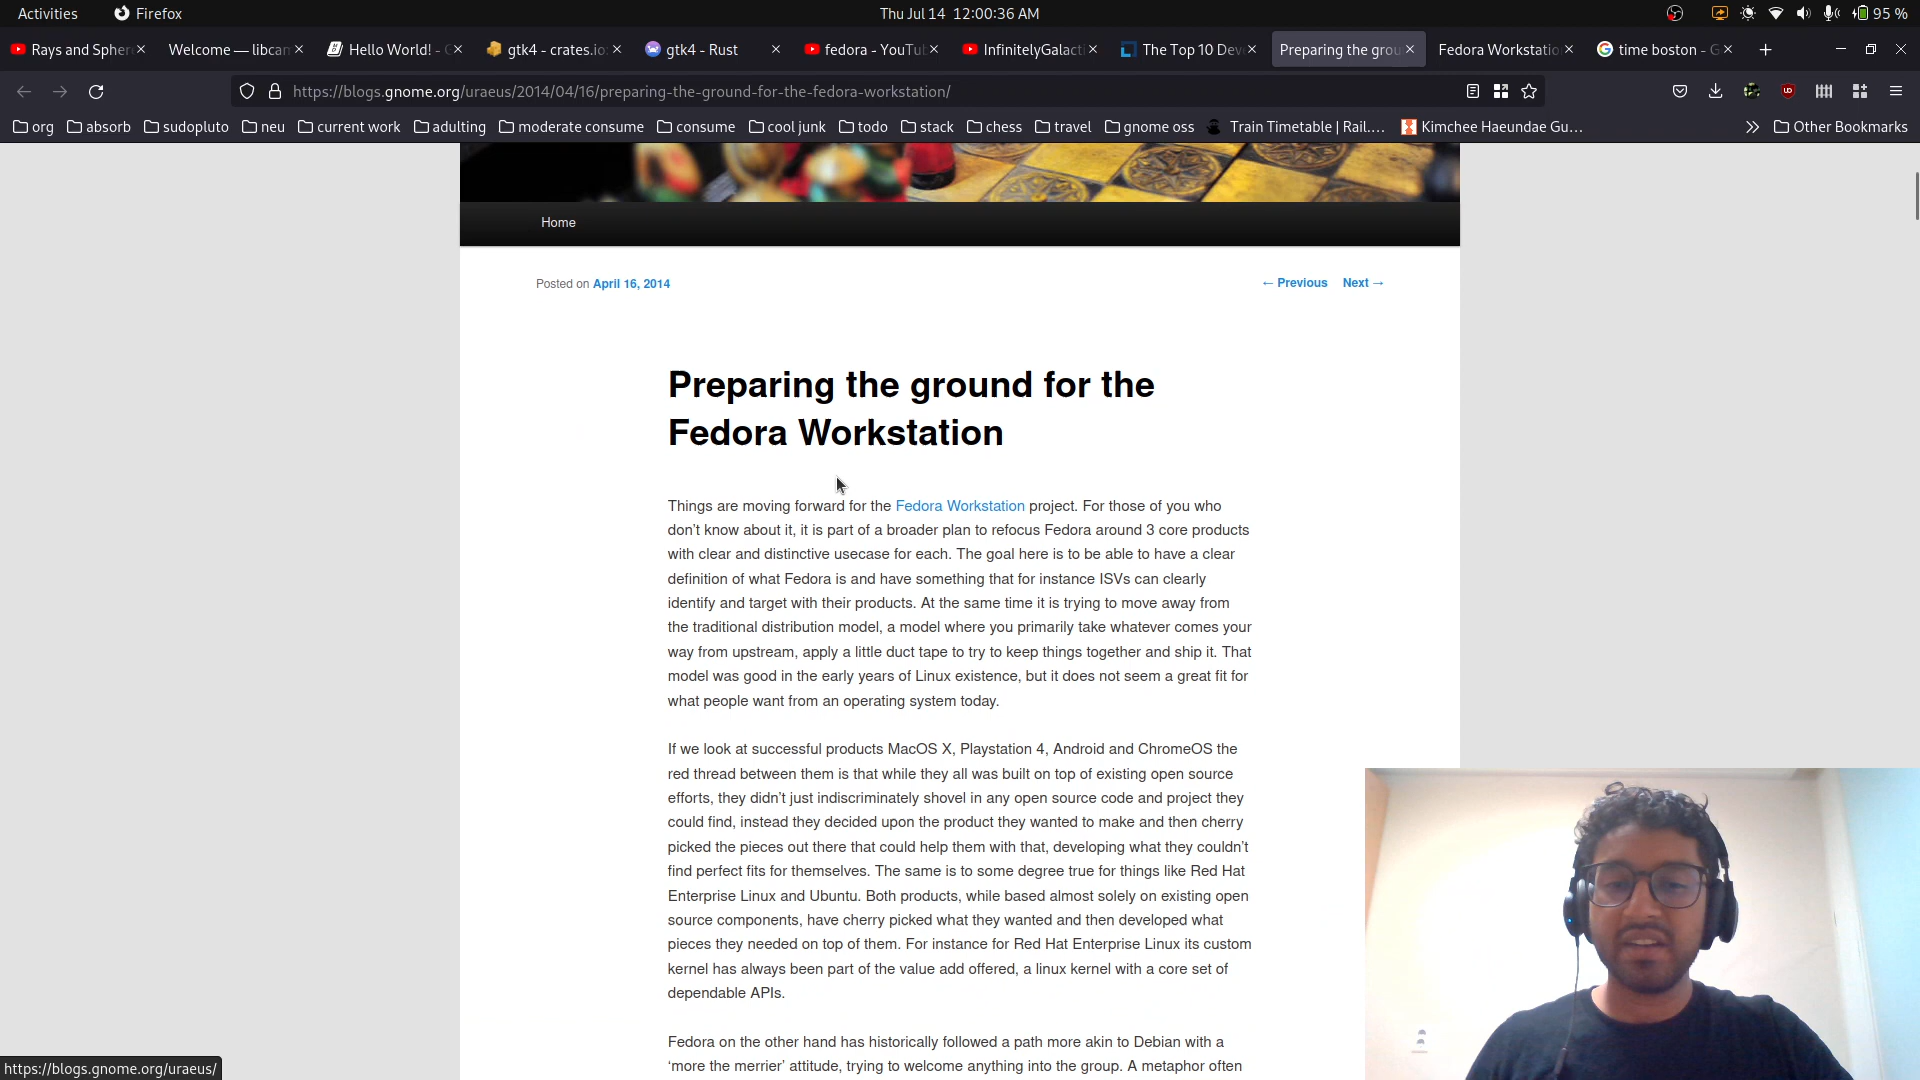 Activities
Firefox
Thu Jul 14 12:00:36 AM
95 %
Rays and Spher
Welcome — libcam
Hello World! - G
gtk4 - crates.io
gtk4 - Rust
fedora - YouTu
InfinitelyGalact
The Top 10 Dev
Preparing the grou
Fedora Workstatio
time boston - G
https://blogs.gnome.org/uraeus/2014/04/16/preparing-the-ground-for-the-fedora-workstation/
org
absorb
sudopluto
neu
current work
adulting
moderate consume
consume
cool junk
todo
stack
chess
travel
gnome oss
Train Timetable | Rail....
Kimchee Haeundae Gu...
Other Bookmarks
Home
Posted on April 16, 2014
← Previous Next →
Preparing the ground for the
Fedora Workstation
Things are moving forward for the Fedora Workstation project. For those of you who
don’t know about it, it is part of a broader plan to refocus Fedora around 3 core products
with clear and distinctive usecase for each. The goal here is to be able to have a clear
definition of what Fedora is and have something that for instance ISVs can clearly
identify and target with their products. At the same time it is trying to move away from
the traditional distribution model, a model where you primarily take whatever comes your
way from upstream, apply a little duct tape to try to keep things together and ship it. That
model was good in the early years of Linux existence, but it does not seem a great fit for
what people want from an operating system today.
If we look at successful products MacOS X, Playstation 4, Android and ChromeOS the
red thread between them is that while they all was built on top of existing open source
efforts, they didn’t just indiscriminately shovel in any open source code and project they
could find, instead they decided upon the product they wanted to make and then cherry
picked the pieces out there that could help them with that, developing what they couldn’t
find perfect fits for themselves. The same is to some degree true for things like Red Hat
Enterprise Linux and Ubuntu. Both products, while based almost solely on existing open
source components, have cherry picked what they wanted and then developed what
pieces they needed on top of them. For instance for Red Hat Enterprise Linux its custom
kernel has always been part of the value add offered, a linux kernel with a core set of
dependable APIs.
Fedora on the other hand has historically followed a path more akin to Debian with a
‘more the merrier’ attitude, trying to welcome anything into the group. A metaphor often
https://blogs.gnome.org/uraeus/